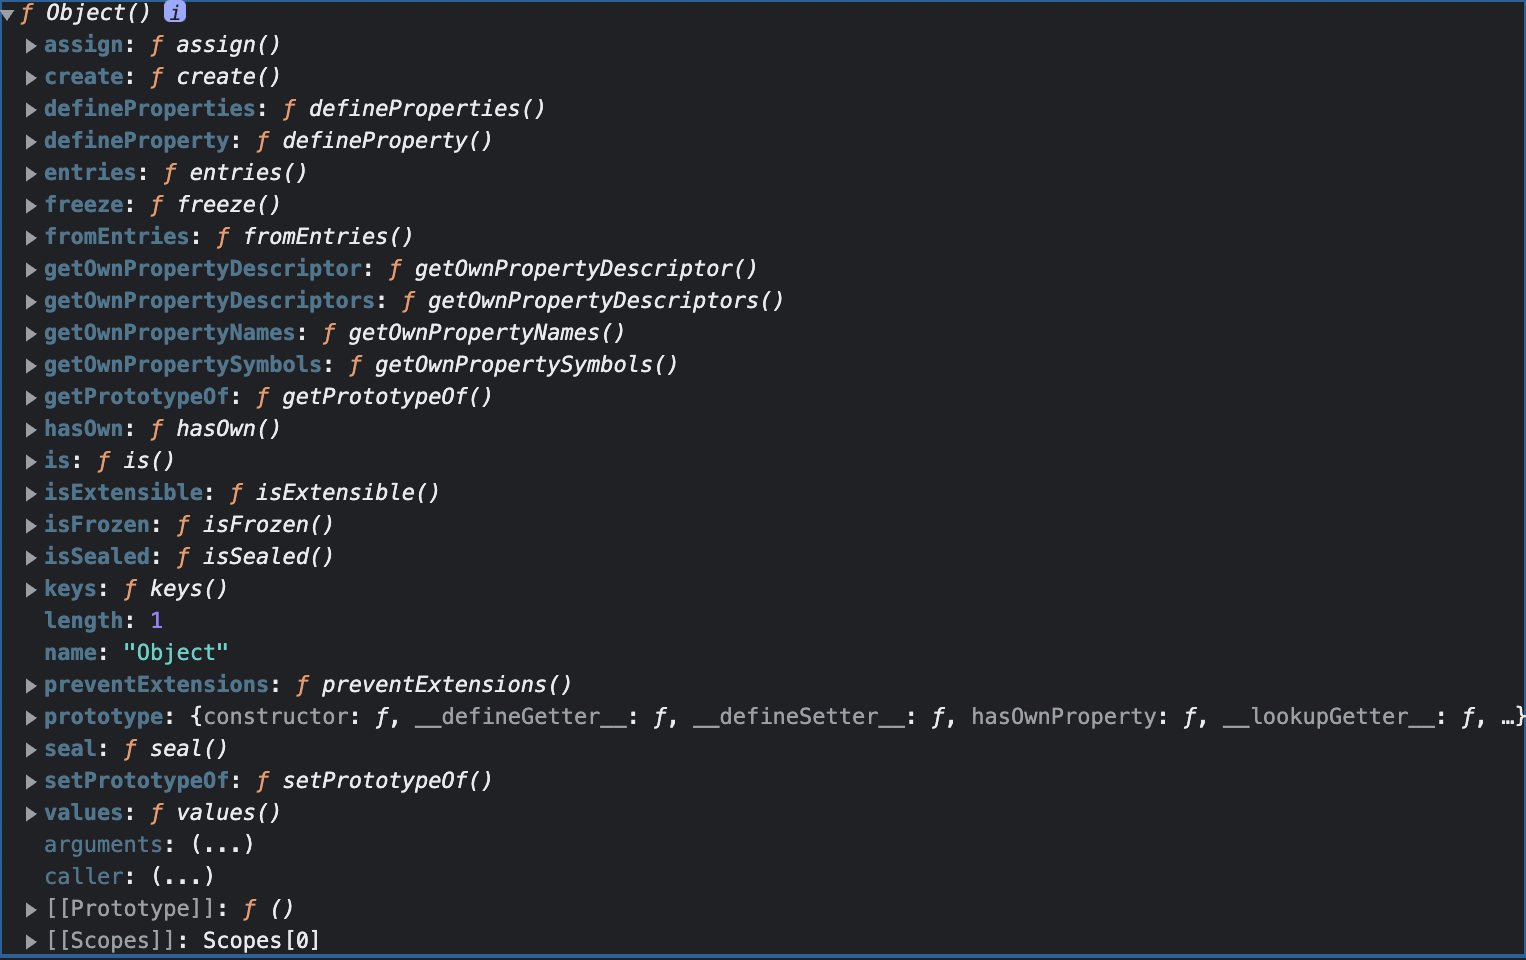 ▼ƒ Object() i
▶ assign: ƒ assign()
▶ create: ƒ create()
▶ defineProperties: ƒ defineProperties()
▶ defineProperty: ƒ defineProperty()
▶ entries: ƒ entries()
▶ freeze: ƒ freeze()
▶ fromEntries: ƒ fromEntries()
▶ getOwnPropertyDescriptor: ƒ getOwnPropertyDescriptor()
▶ getOwnPropertyDescriptors: ƒ getOwnPropertyDescriptors()
▶ getOwnPropertyNames: ƒ getOwnPropertyNames()
▶ getOwnPropertySymbols: ƒ getOwnPropertySymbols()
▶ getPrototypeOf: ƒ getPrototypeOf()
▶ hasOwn: ƒ hasOwn()
▶ is: ƒ is()
▶ isExtensible: ƒ isExtensible()
▶ isFrozen: ƒ isFrozen()
▶ isSealed: ƒ isSealed()
▶ keys: ƒ keys()
length: 1
name: "Object"
▶ preventExtensions: ƒ preventExtensions()
▶ prototype: {constructor: ƒ, __defineGetter__: ƒ, __defineSetter__: ƒ, hasOwnProperty: ƒ, __lookupGetter__: ƒ, …}
▶ seal: ƒ seal()
▶ setPrototypeOf: ƒ setPrototypeOf()
▶ values: ƒ values()
arguments: (...)
caller: (...)
▶ [[Prototype]]: ƒ ()
▶ [[Scopes]]: Scopes[0]